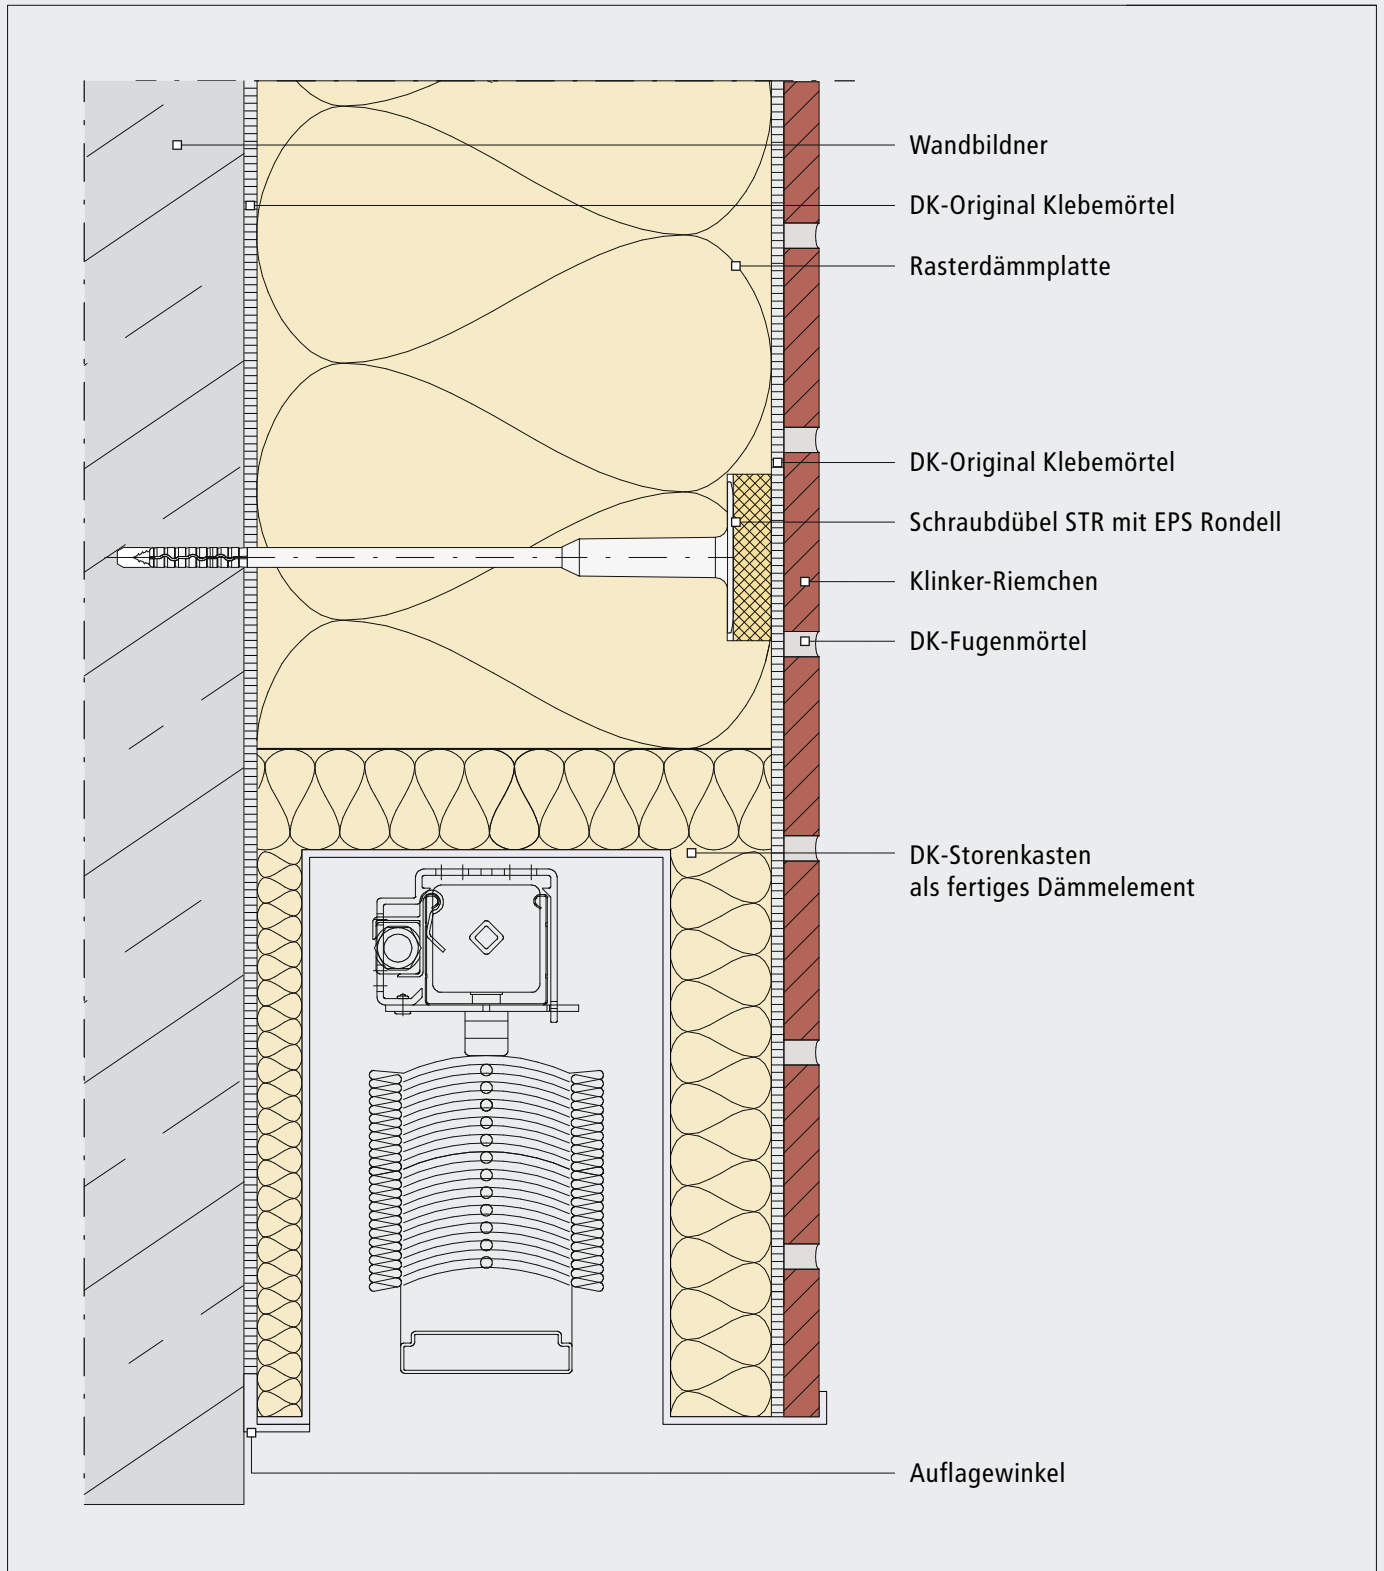 Wandbildner
DK-Original Klebemörtel
Rasterdämmplatte
DK-Original Klebemörtel
Schraubdübel STR mit EPS Rondell
Klinker-Riemchen
DK-Fugenmörtel
DK-Storenkasten
als fertiges Dämmelement
Auflagewinkel